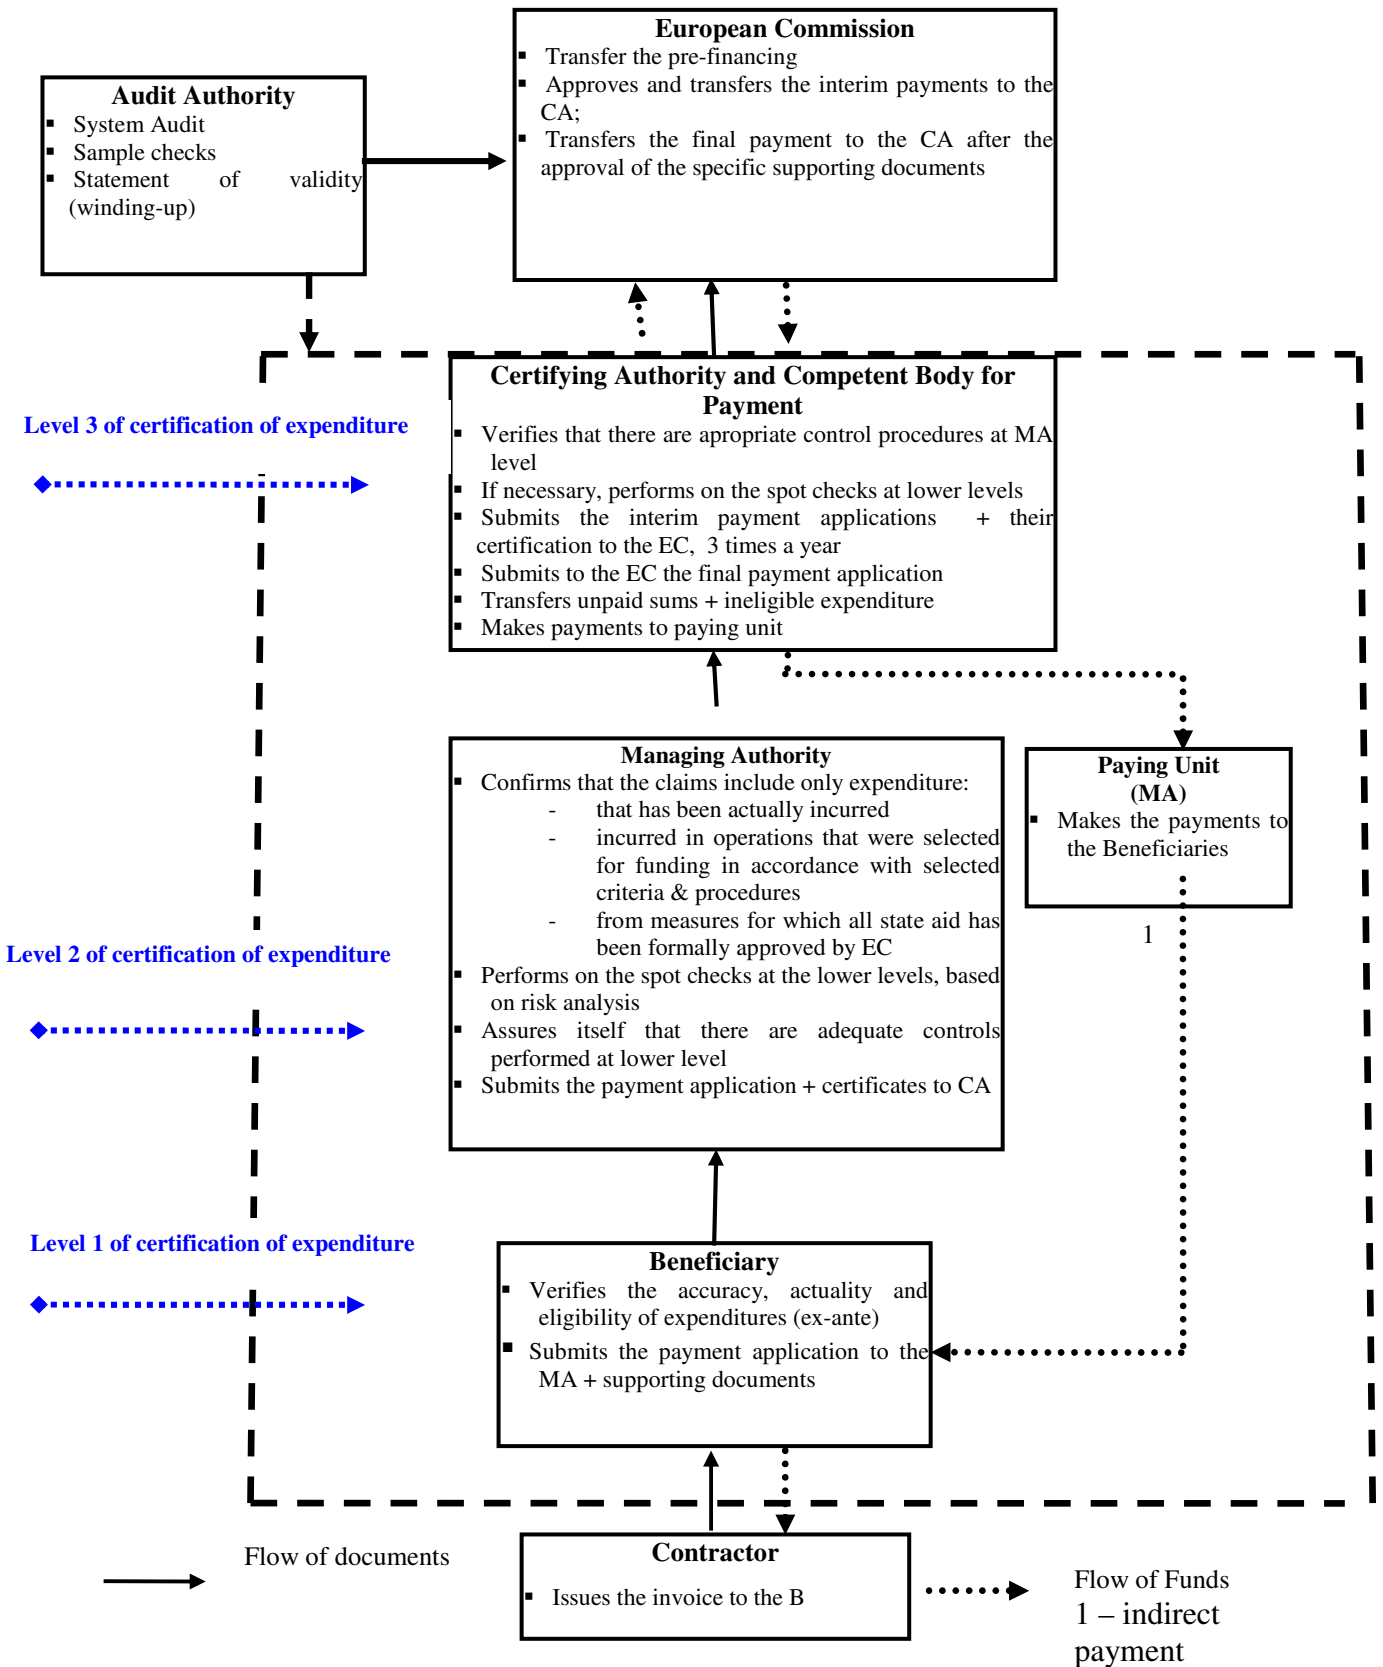 European Commission
▪ Transfer the pre-financing
▪ Approves and transfers the interim payments to the
CA;
▪ Transfers the final payment to the CA after the
approval of the specific supporting documents
Audit Authority
▪ System Audit
▪ Sample checks
▪ Statement of validity
(winding-up)
Certifying Authority and Competent Body for
Payment
▪ Verifies that there are apropriate control procedures at MA
level
▪ If necessary, performs on the spot checks at lower levels
▪ Submits the interim payment applications + their
certification to the EC, 3 times a year
▪ Submits to the EC the final payment application
▪ Transfers unpaid sums + ineligible expenditure
▪ Makes payments to paying unit
Level 3 of certification of expenditure
Managing Authority
▪ Confirms that the claims include only expenditure:
- that has been actually incurred
- incurred in operations that were selected
for funding in accordance with selected
criteria & procedures
- from measures for which all state aid has
been formally approved by EC
▪ Performs on the spot checks at the lower levels, based
on risk analysis
▪ Assures itself that there are adequate controls
performed at lower level
▪ Submits the payment application + certificates to CA
Paying Unit
(MA)
▪ Makes the payments to
the Beneficiaries
1
Level 2 of certification of expenditure
Level 1 of certification of expenditure
Beneficiary
▪ Verifies the accuracy, actuality and
eligibility of expenditures (ex-ante)
▪ Submits the payment application to the
MA + supporting documents
Contractor
▪ Issues the invoice to the B
Flow of documents
Flow of Funds
1 – indirect
payment